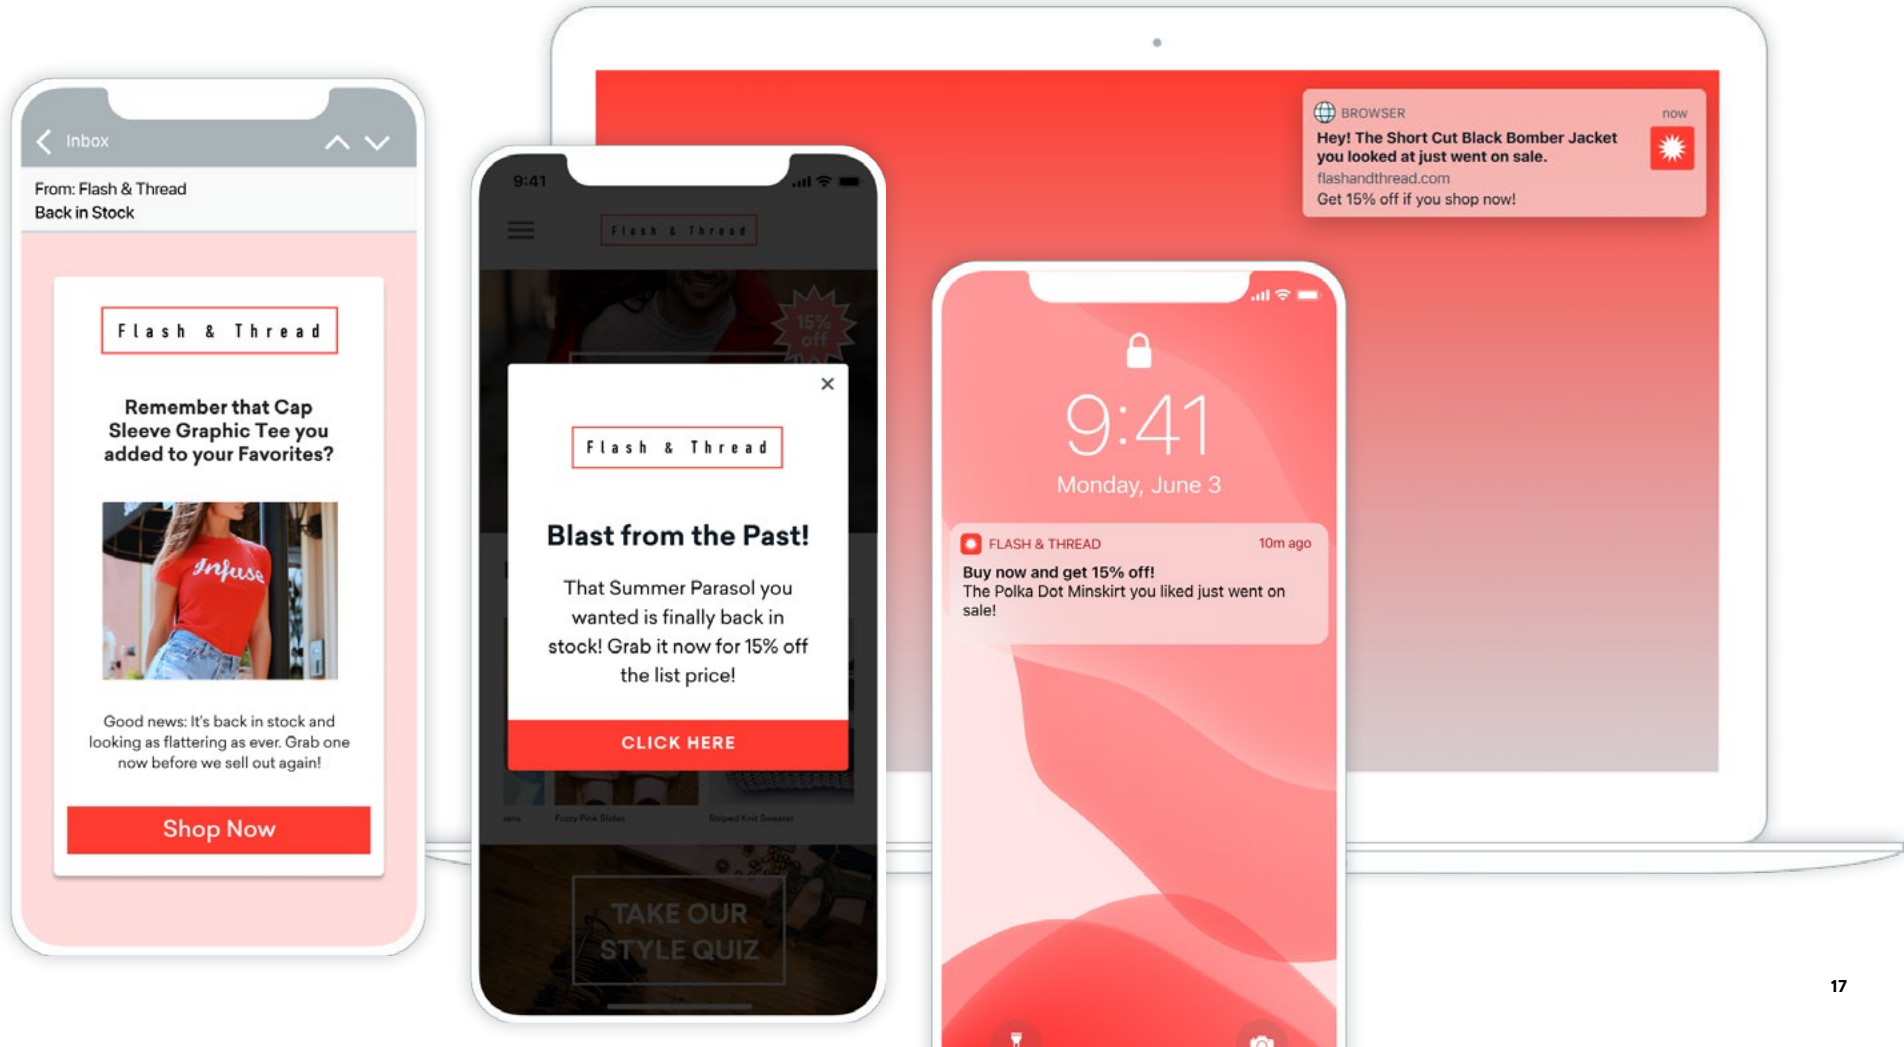 Inbox
From: Flash & Thread
Back in Stock
Flash & Thread
Remember that Cap
Sleeve Graphic Tee you
added to your Favorites?
Infuse
Good news: It's back in stock and
looking as flattering as ever. Grab one
now before we sell out again!
Shop Now
9:41
Flash & Thread
15%
off
Flash & Thread
Blast from the Past!
That Summer Parasol you
wanted is finally back in
stock! Grab it now for 15% off
the list price!
CLICK HERE
Fuzzy Pink Slides
Striped Knit Sweater
TAKE OUR
STYLE QUIZ
BROWSER now
Hey! The Short Cut Black Bomber Jacket
you looked at just went on sale.
flashandthread.com
Get 15% off if you shop now!
9:41
Monday, June 3
FLASH & THREAD 10m ago
Buy now and get 15% off!
The Polka Dot Minskirt you liked just went on
sale!
17